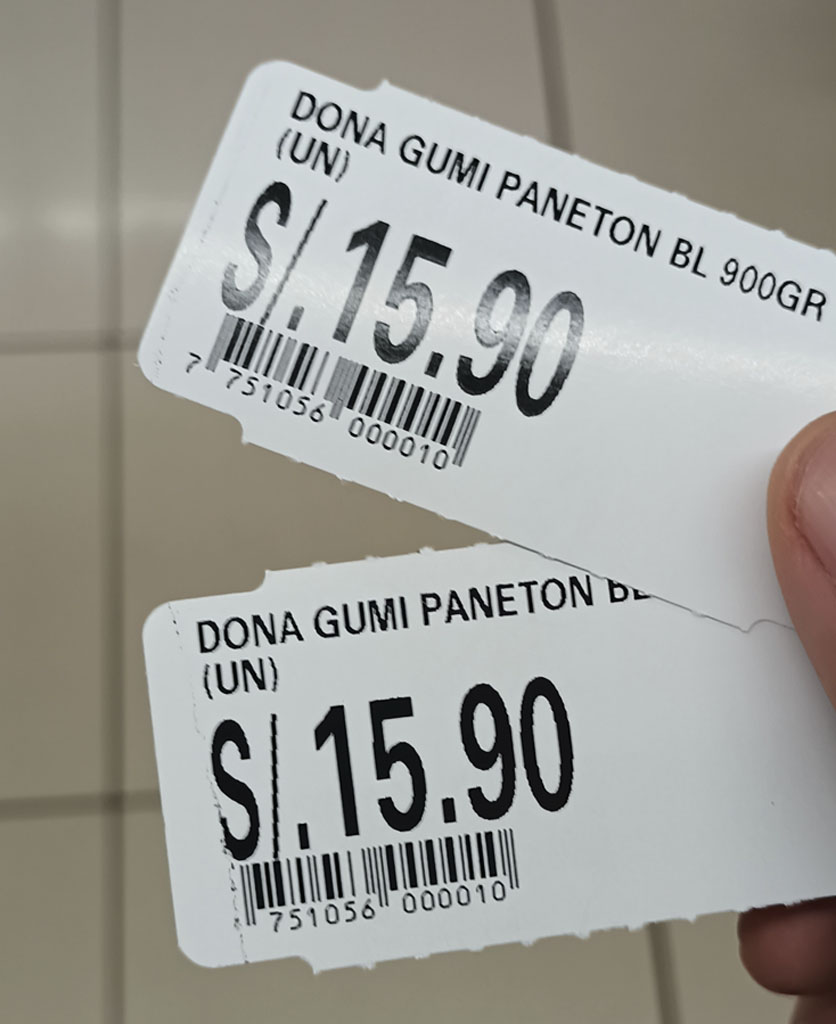 DONA GUMI PANETON BL 900GR
(UN)
S/.15.90
7 751056 000010
DONA GUMI PANETON BL
(UN)
S/.15.90
751056 000010